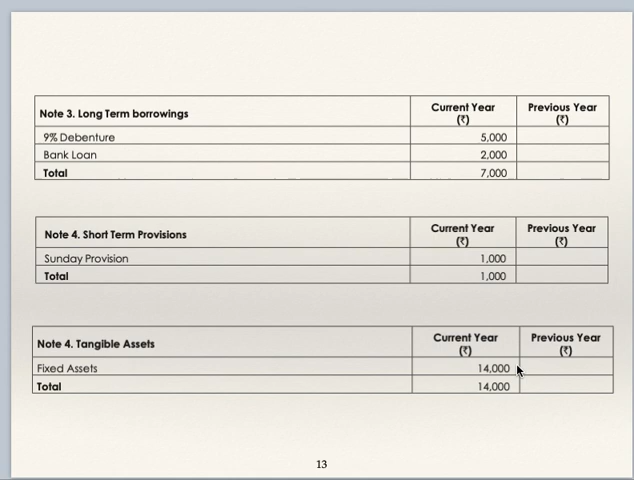 Note 3. Long Term borrowings Current Year (₹) Previous Year (₹)
9% Debenture 5,000
Bank Loan 2,000
Total 7,000
Note 4. Short Term Provisions Current Year (₹) Previous Year (₹)
Sunday Provision 1,000
Total 1,000
Note 4. Tangible Assets Current Year (₹) Previous Year (₹)
Fixed Assets 14,000
Total 14,000
13